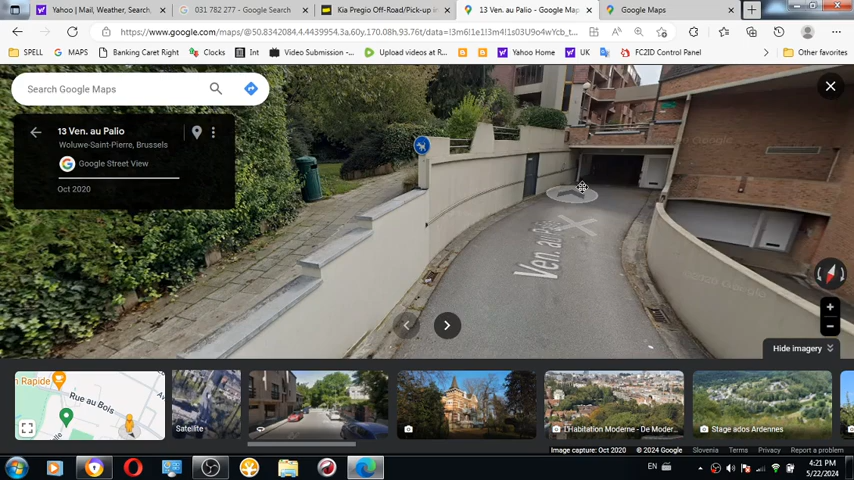 Yahoo | Mail, Weather, Search,
031 782 277 - Google Search
Kia Pregio Off-Road/Pick-up in
13 Ven. au Palio - Google Map
Google Maps
https://www.google.com/maps/@50.8342084,4.4439954,3a,60y,170.08h,93.76t/data=!3m6!1e1!3m4!1s03U9o4wYcb_t...
SPELL
MAPS
Banking Caret Right
Clocks
Int
Video Submission -...
Upload videos at R...
Yahoo Home
UK
FC2ID Control Panel
Other favorites
Search Google Maps
13 Ven. au Palio
Woluwe-Saint-Pierre, Brussels
Google Street View
Oct 2020
Ven. au Palio
Hide imagery
n Rapide
Rue au Bois
Satellite
L'Habitation Moderne - De Moder...
Stage ados Ardennes
Image capture: Oct 2020 © 2024 Google Slovenia Terms Privacy Report a problem
EN
4:21 PM
5/22/2024